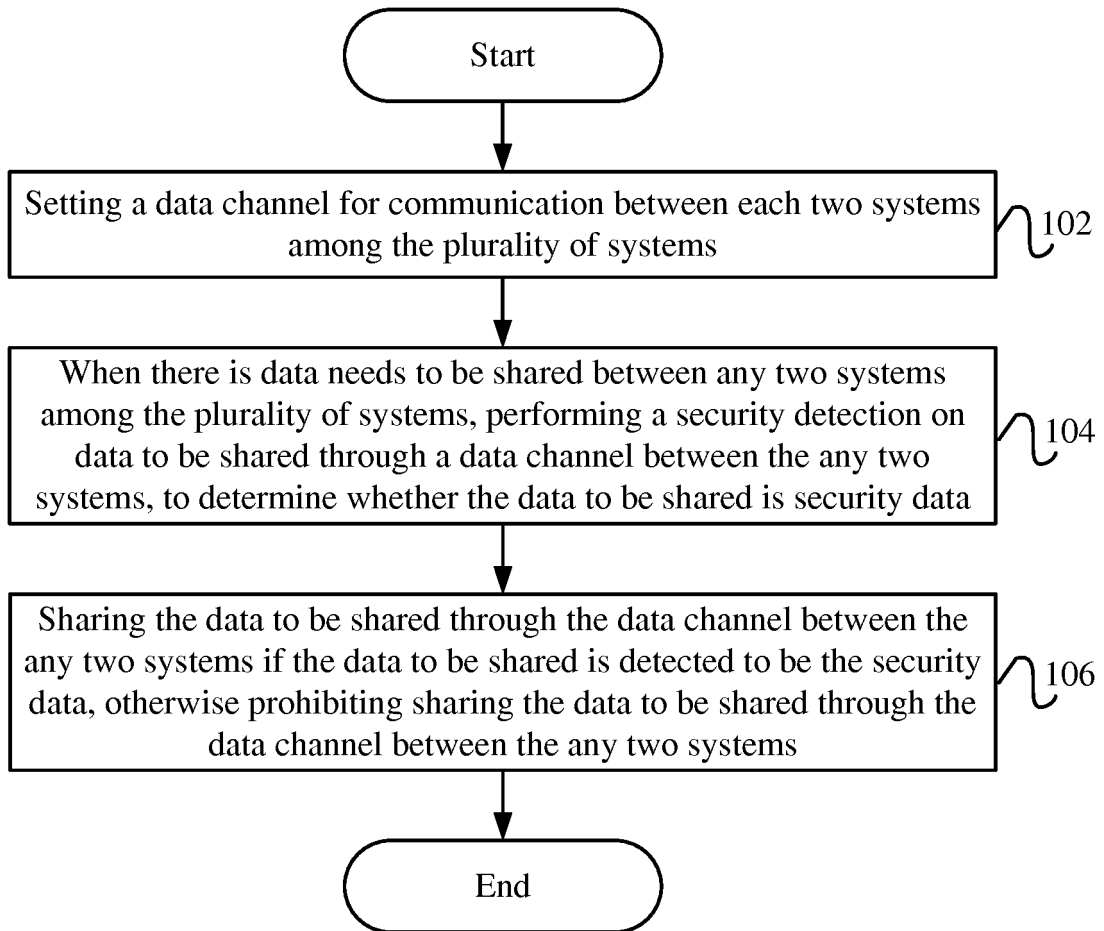 Start
Setting a data channel for communication between each two systems
among the plurality of systems
102
When there is data needs to be shared between any two systems
among the plurality of systems, performing a security detection on
data to be shared through a data channel between the any two
systems, to determine whether the data to be shared is security data
104
Sharing the data to be shared through the data channel between the
any two systems if the data to be shared is detected to be the security
data, otherwise prohibiting sharing the data to be shared through the
data channel between the any two systems
106
End